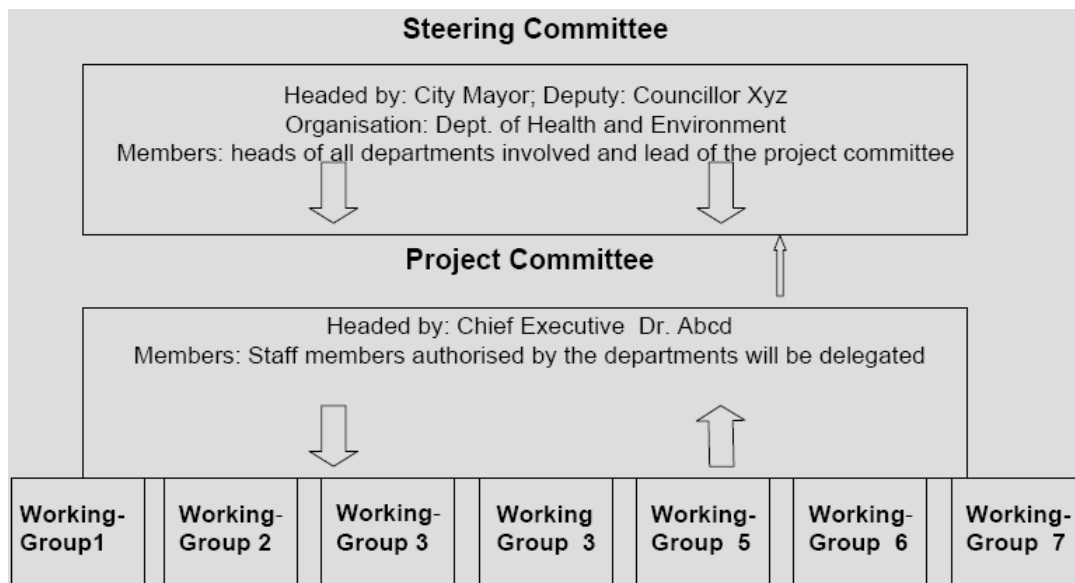 Steering Committee
Headed by: City Mayor; Deputy: Councillor Xyz
Organisation: Dept. of Health and Environment
Members: heads of all departments involved and lead of the project committee
Project Committee
Headed by: Chief Executive  Dr. Abcd
Members: Staff members authorised by the departments will be delegated
Working-
Group1
Working-
Group 2
Working-
Group 3
Working
Group  3
Working-
Group  5
Working-
Group  6
Working-
Group  7